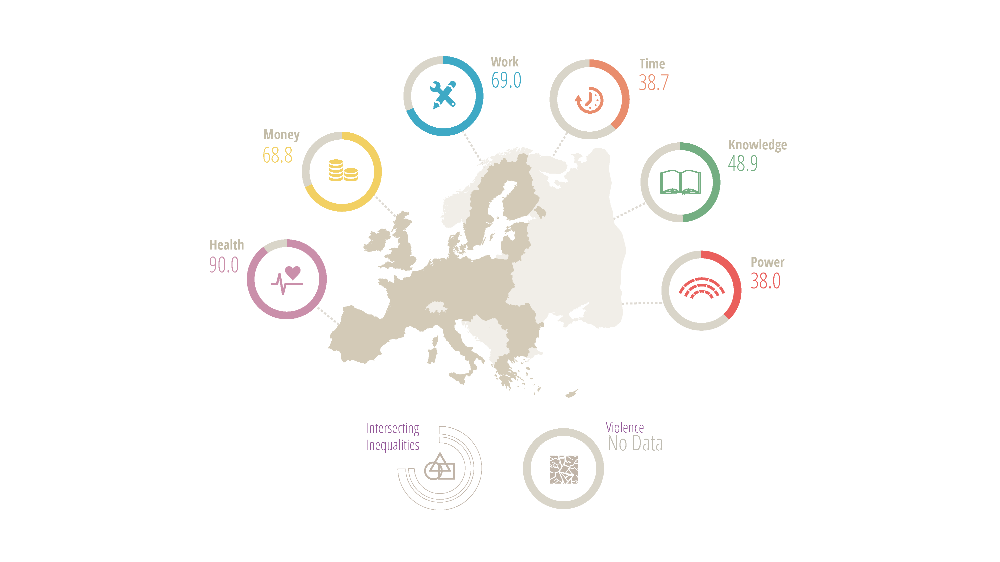 Work
69.0
Time
38.7
Money
68.8
Knowledge
48.9
Health
90.0
Power
38.0
Intersecting
Inequalities
Violence
No Data